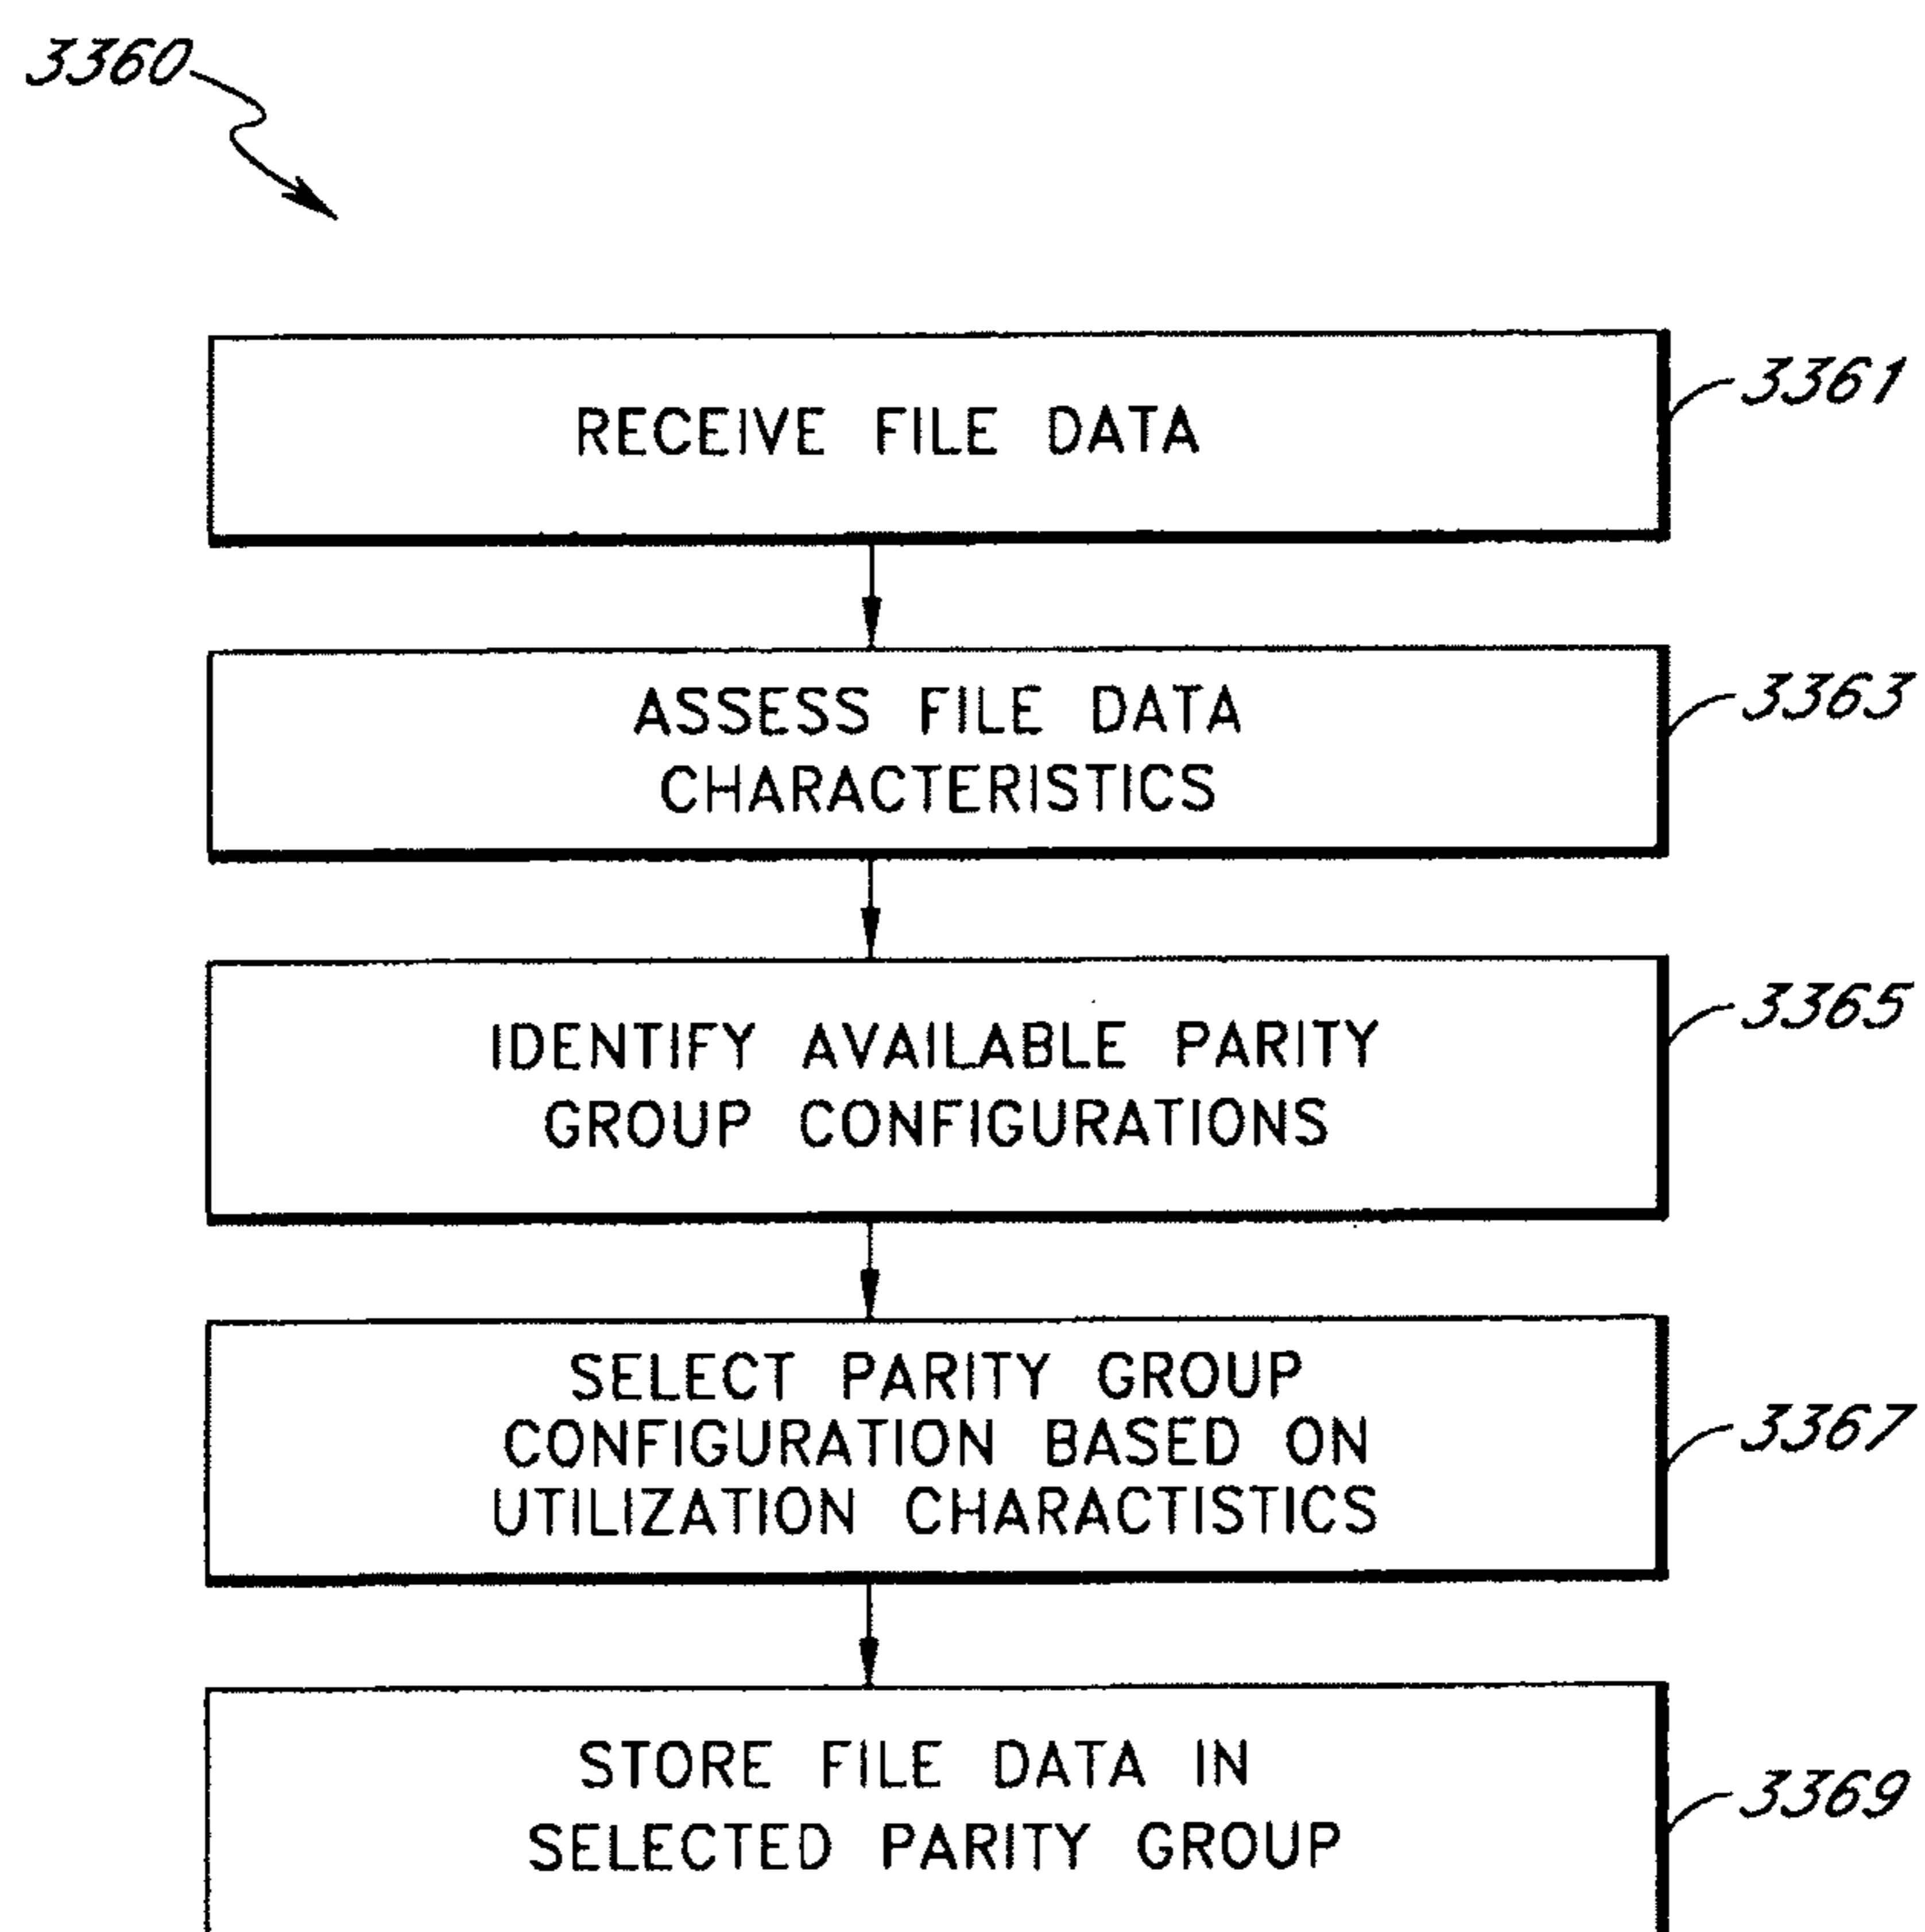 3360
RECEIVE FILE DATA
3361
ASSESS FILE DATA
CHARACTERISTICS
3363
IDENTIFY AVAILABLE PARITY
GROUP CONFIGURATIONS
3365
SELECT PARITY GROUP
CONFIGURATION BASED ON
UTILIZATION CHARACTISTICS
3367
STORE FILE DATA IN
SELECTED PARITY GROUP
3369